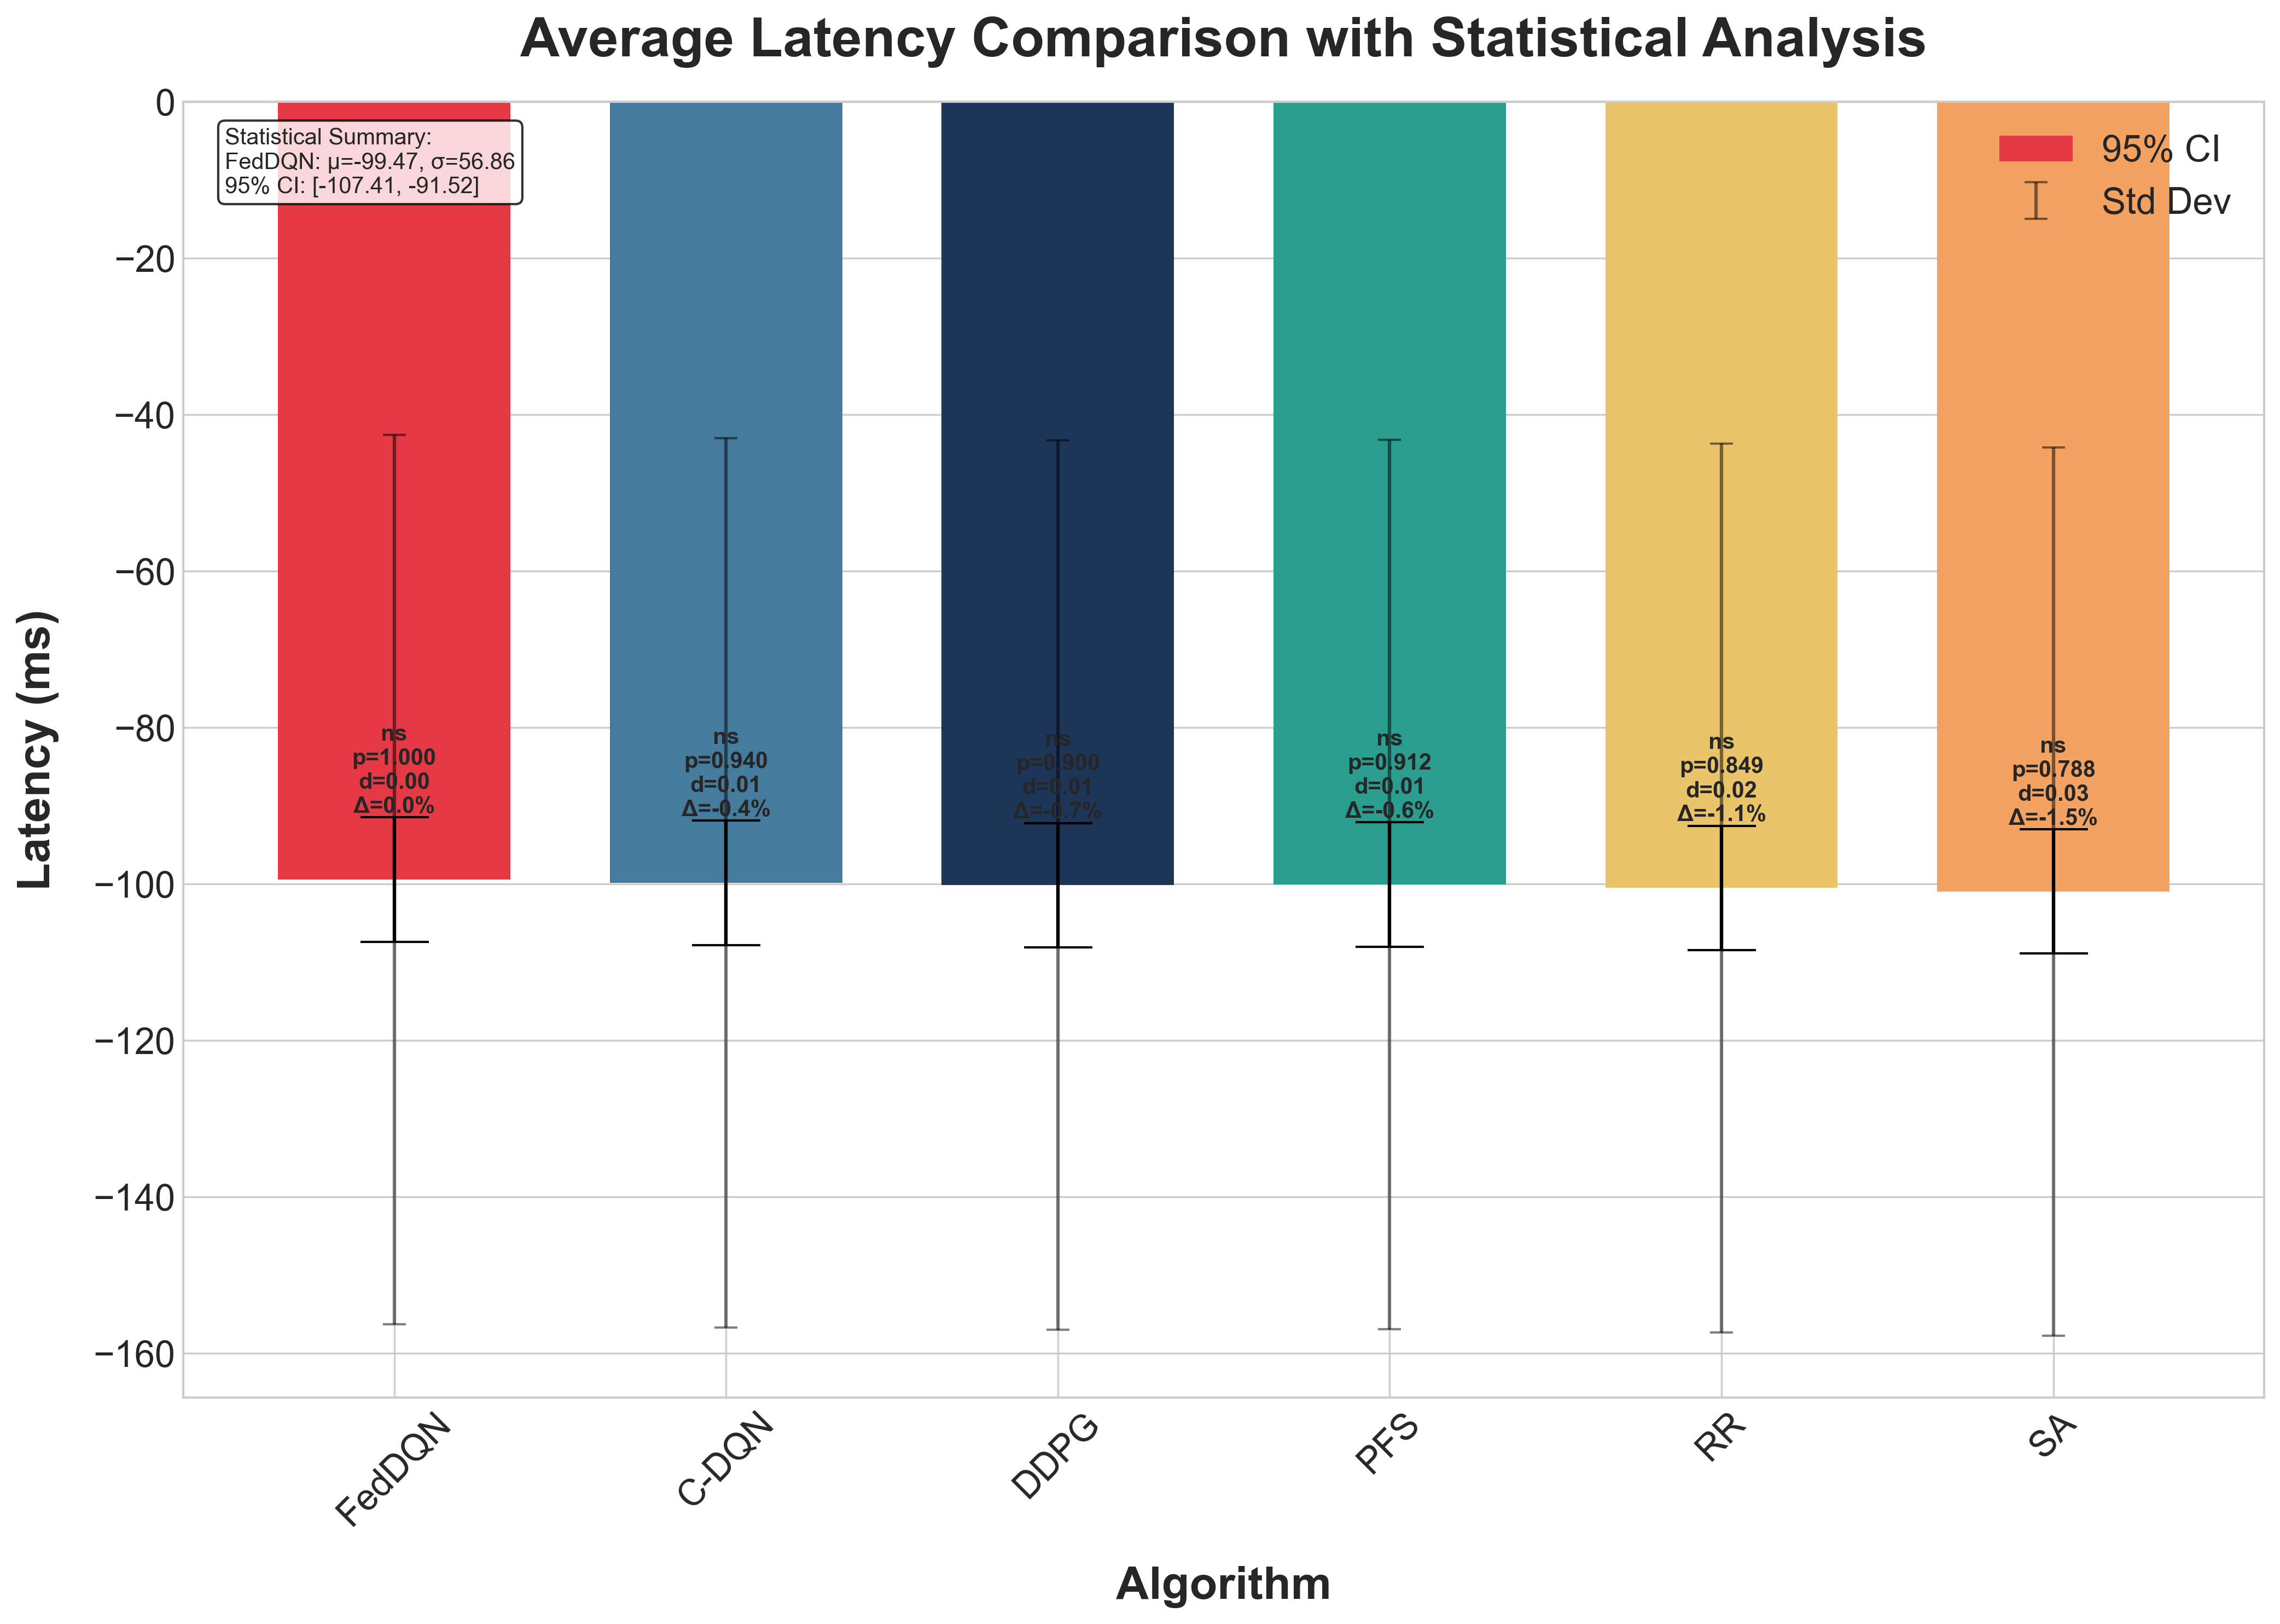 Average Latency Comparison with Statistical Analysis
Statistical Summary:
FedDQN: μ=-99.47, σ=56.86
95% CI: [-107.41, -91.52]
95% CI
Std Dev
Latency (ms)
0
−20
−40
−60
−80
−100
−120
−140
−160
ns
p=1.000
d=0.00
Δ=0.0%
ns
p=0.940
d=0.01
Δ=-0.4%
ns
p=0.900
d=0.01
Δ=-0.7%
ns
p=0.912
d=0.01
Δ=-0.6%
ns
p=0.849
d=0.02
Δ=-1.1%
ns
p=0.788
d=0.03
Δ=-1.5%
FedDQN
C-DQN
DDPG
PFS
RR
SA
Algorithm